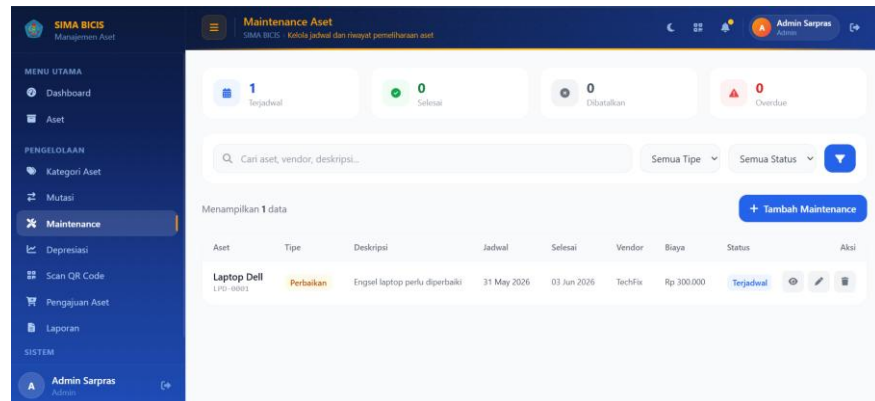 SIMA BICIS
Manajemen Aset
MENU UTAMA
Dashboard
Aset
PENGELOLAAN
Kategori Aset
Mutasi
Maintenance
Depresiasi
Scan QR Code
Pengajuan Aset
Laporan
SISTEM
A Admin Sarpras
Admin
Maintenance Aset
SIMA BICIS - Kelola jadwal dan riwayat pemeliharaan aset
A Admin Sarpras
Admin
1
Terjadwal
0
Selesai
0
Dibatalkan
0
Overdue
Cari aset, vendor, deskripsi...
Semua Tipe
Semua Status
Menampilkan 1 data
+ Tambah Maintenance
Aset Tipe Deskripsi Jadwal Selesai Vendor Biaya Status Aksi
Laptop Dell Perbaikan Engsel laptop perlu diperbaiki 31 May 2026 03 Jun 2026 TechFix Rp 300.000 Terjadwal
LPD-0001